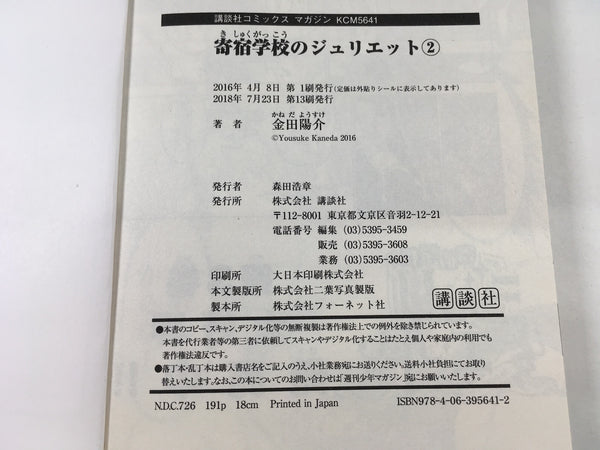 講談社コミックス マガジン KCM5641
き しゅくがっこう
寄宿学校のジュリエット②
2016年 4月 8日 第 1刷発行(定価は外貼りシールに表示してあります)
2018年 7月23日 第13刷発行
かね だ ようすけ
著 者 金田陽介
©Yousuke Kaneda 2016
発行者 森田浩章
発行所 株式会社 講談社
〒112-8001 東京都文京区音羽2-12-21
電話番号 編集 (03)5395-3459
販売 (03)5395-3608
業務 (03)5395-3603
印刷所 大日本印刷株式会社
本文製版所 株式会社二葉写真製版
製本所 株式会社フォーネット社
講談社
●本書のコピー、スキャン、デジタル化等の無断複製は著作権法上での例外を除き禁じられています。
本書を代行業者等の第三者に依頼してスキャンやデジタル化することはたとえ個人や家庭内の利用でも
著作権法違反です。
●落丁本・乱丁本は購入書店名をご記入のうえ、小社業務宛にお送りください。送料小社負担にてお取り
替えいたします。なお、この本についてのお問い合わせは「週刊少年マガジン」宛にお願いいたします。
N.D.C.726 191p 18cm Printed in Japan
ISBN978-4-06-395641-2